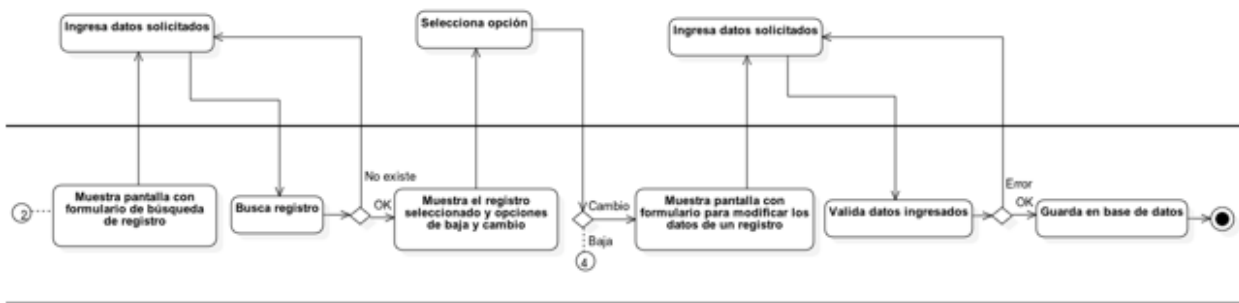 Ingresa datos solicitados
Selecciona opción
Ingresa datos solicitados
No existe
Error
2
Muestra pantalla con
formulario de búsqueda
de registro
Busca registro
OK
Muestra el registro
seleccionado y opciones
de baja y cambio
Cambio
Baja
4
Muestra pantalla con
formulario para modificar los
datos de un registro
Valida datos ingresados
OK
Guarda en base de datos